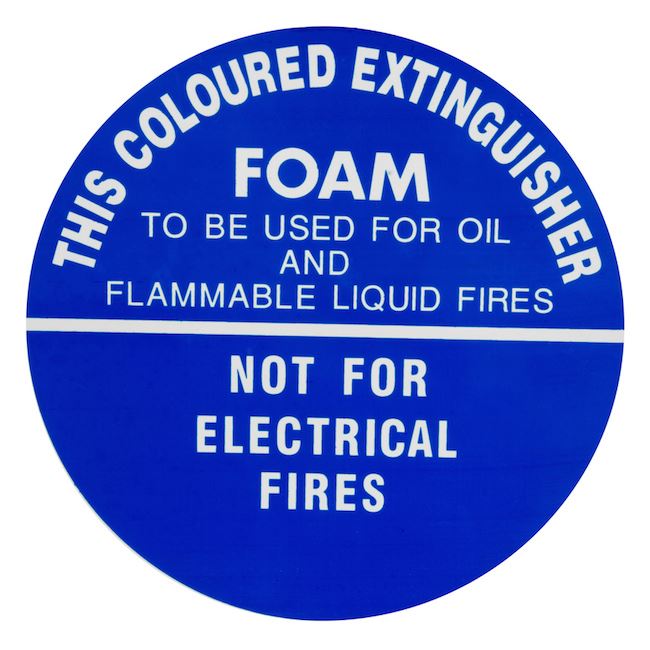 THIS COLOURED EXTINGUISHER
FOAM
TO BE USED FOR OIL
AND
FLAMMABLE LIQUID FIRES
NOT FOR
ELECTRICAL
FIRES